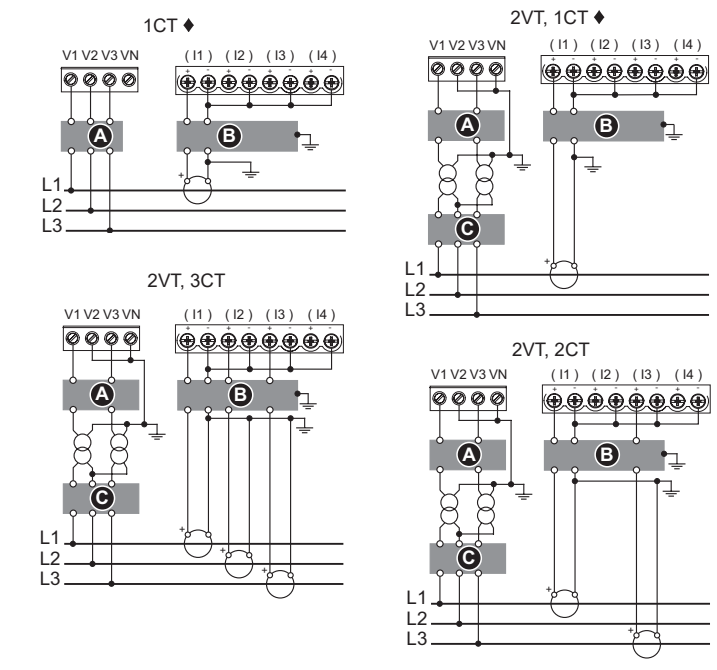 1CT ♦
V1 V2 V3 VN
( I1 ) ( I2 ) ( I3 ) ( I4 )
+ - + - + - + -
A
B
+
L1
L2
L3
2VT, 1CT ♦
V1 V2 V3 VN
( I1 ) ( I2 ) ( I3 ) ( I4 )
+ - + - + - + -
A
B
C
+
L1
L2
L3
2VT, 3CT
V1 V2 V3 VN
( I1 ) ( I2 ) ( I3 ) ( I4 )
+ - + - + - + -
A
B
C
L1
+
L2
+
L3
+
2VT, 2CT
V1 V2 V3 VN
( I1 ) ( I2 ) ( I3 ) ( I4 )
+ - + - + - + -
A
B
C
L1
+
L2
L3
+